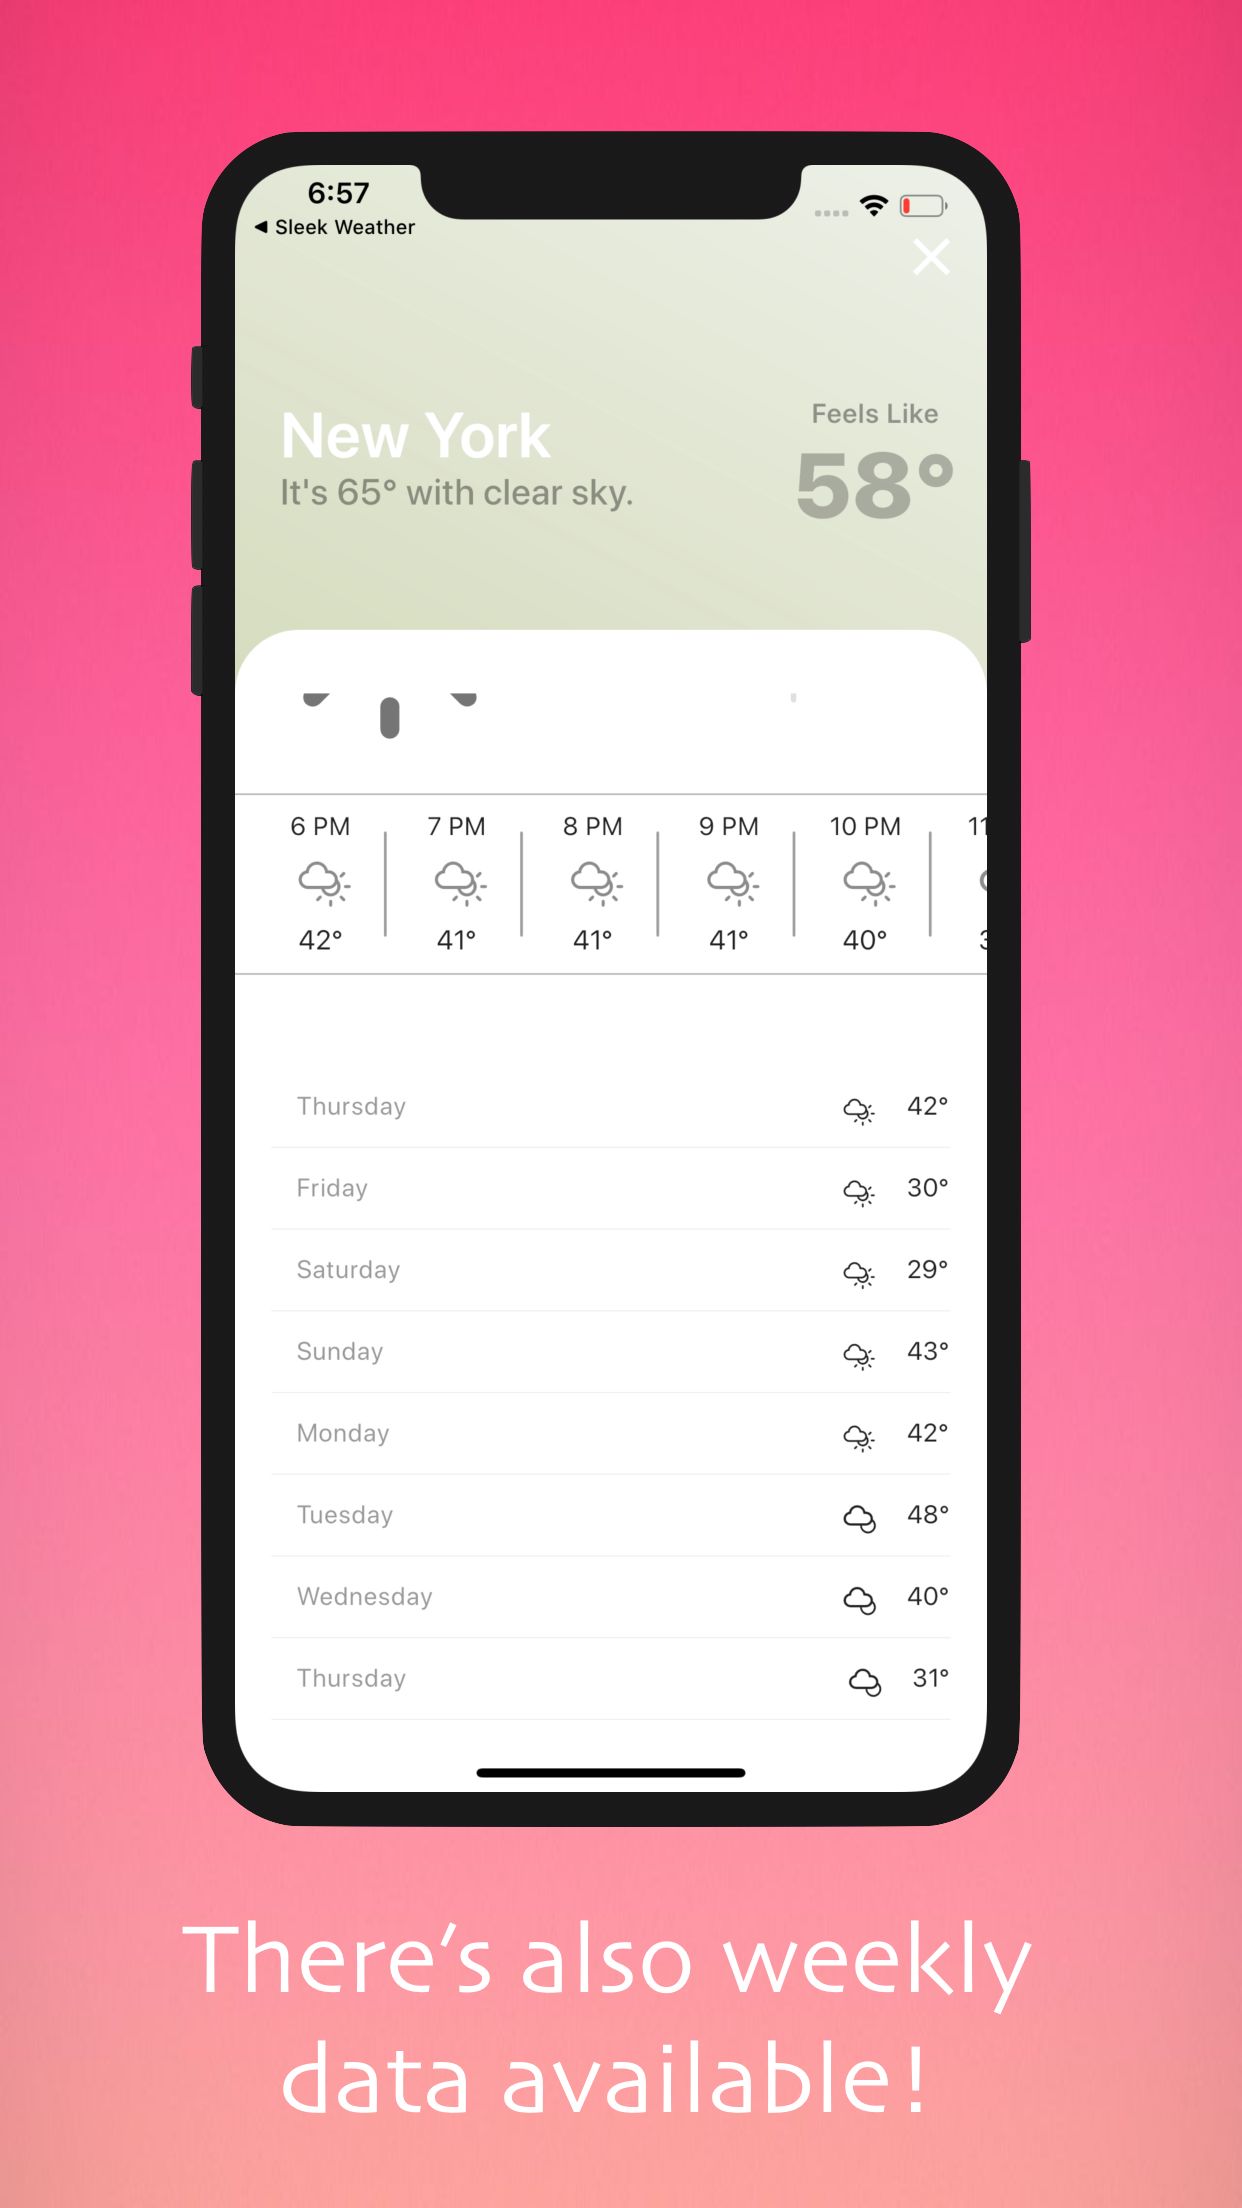 6:57
◀ Sleek Weather
New York
It's 65° with clear sky.
Feels Like
58°
6 PM
7 PM
8 PM
9 PM
10 PM
11
42°
41°
41°
41°
40°
Thursday 42°
Friday 30°
Saturday 29°
Sunday 43°
Monday 42°
Tuesday 48°
Wednesday 40°
Thursday 31°
There's also weekly
data available!